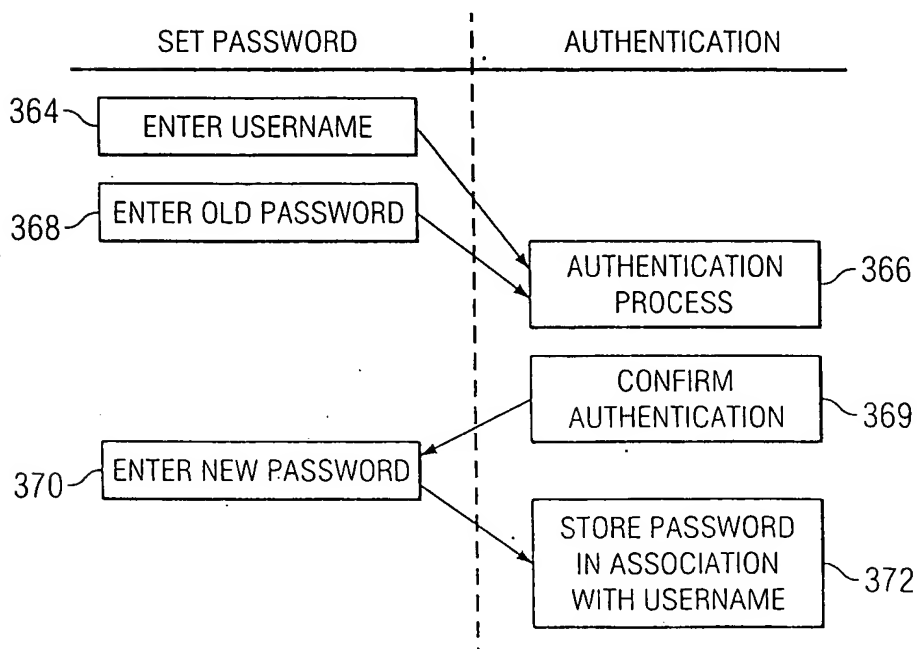 SET PASSWORD
AUTHENTICATION
364
ENTER USERNAME
368
ENTER OLD PASSWORD
AUTHENTICATION
PROCESS
366
CONFIRM
AUTHENTICATION
369
370
ENTER NEW PASSWORD
STORE PASSWORD
IN ASSOCIATION
WITH USERNAME
372